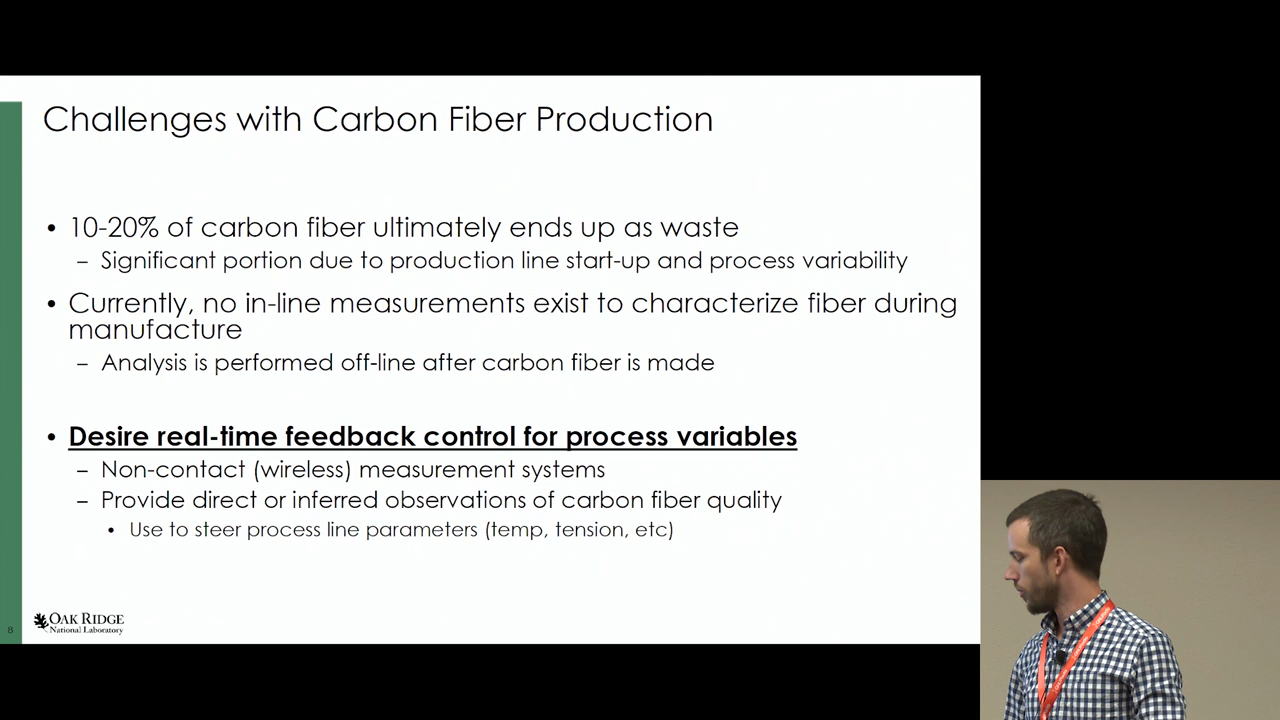 Challenges with Carbon Fiber Production
• 10-20% of carbon fiber ultimately ends up as waste
– Significant portion due to production line start-up and process variability
• Currently, no in-line measurements exist to characterize fiber during
manufacture
– Analysis is performed off-line after carbon fiber is made
• Desire real-time feedback control for process variables
– Non-contact (wireless) measurement systems
– Provide direct or inferred observations of carbon fiber quality
• Use to steer process line parameters (temp, tension, etc)
8
OAK RIDGE
National Laboratory